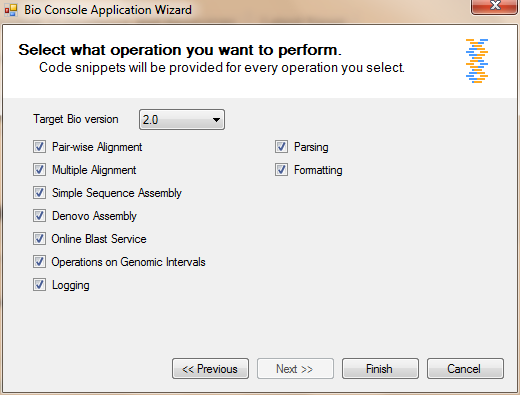 Bio Console Application Wizard
Select what operation you want to perform.
Code snippets will be provided for every operation you select.
Target Bio version 2.0
Pair-wise Alignment Parsing
Multiple Alignment Formatting
Simple Sequence Assembly
Denovo Assembly
Online Blast Service
Operations on Genomic Intervals
Logging
<< Previous Next >> Finish Cancel